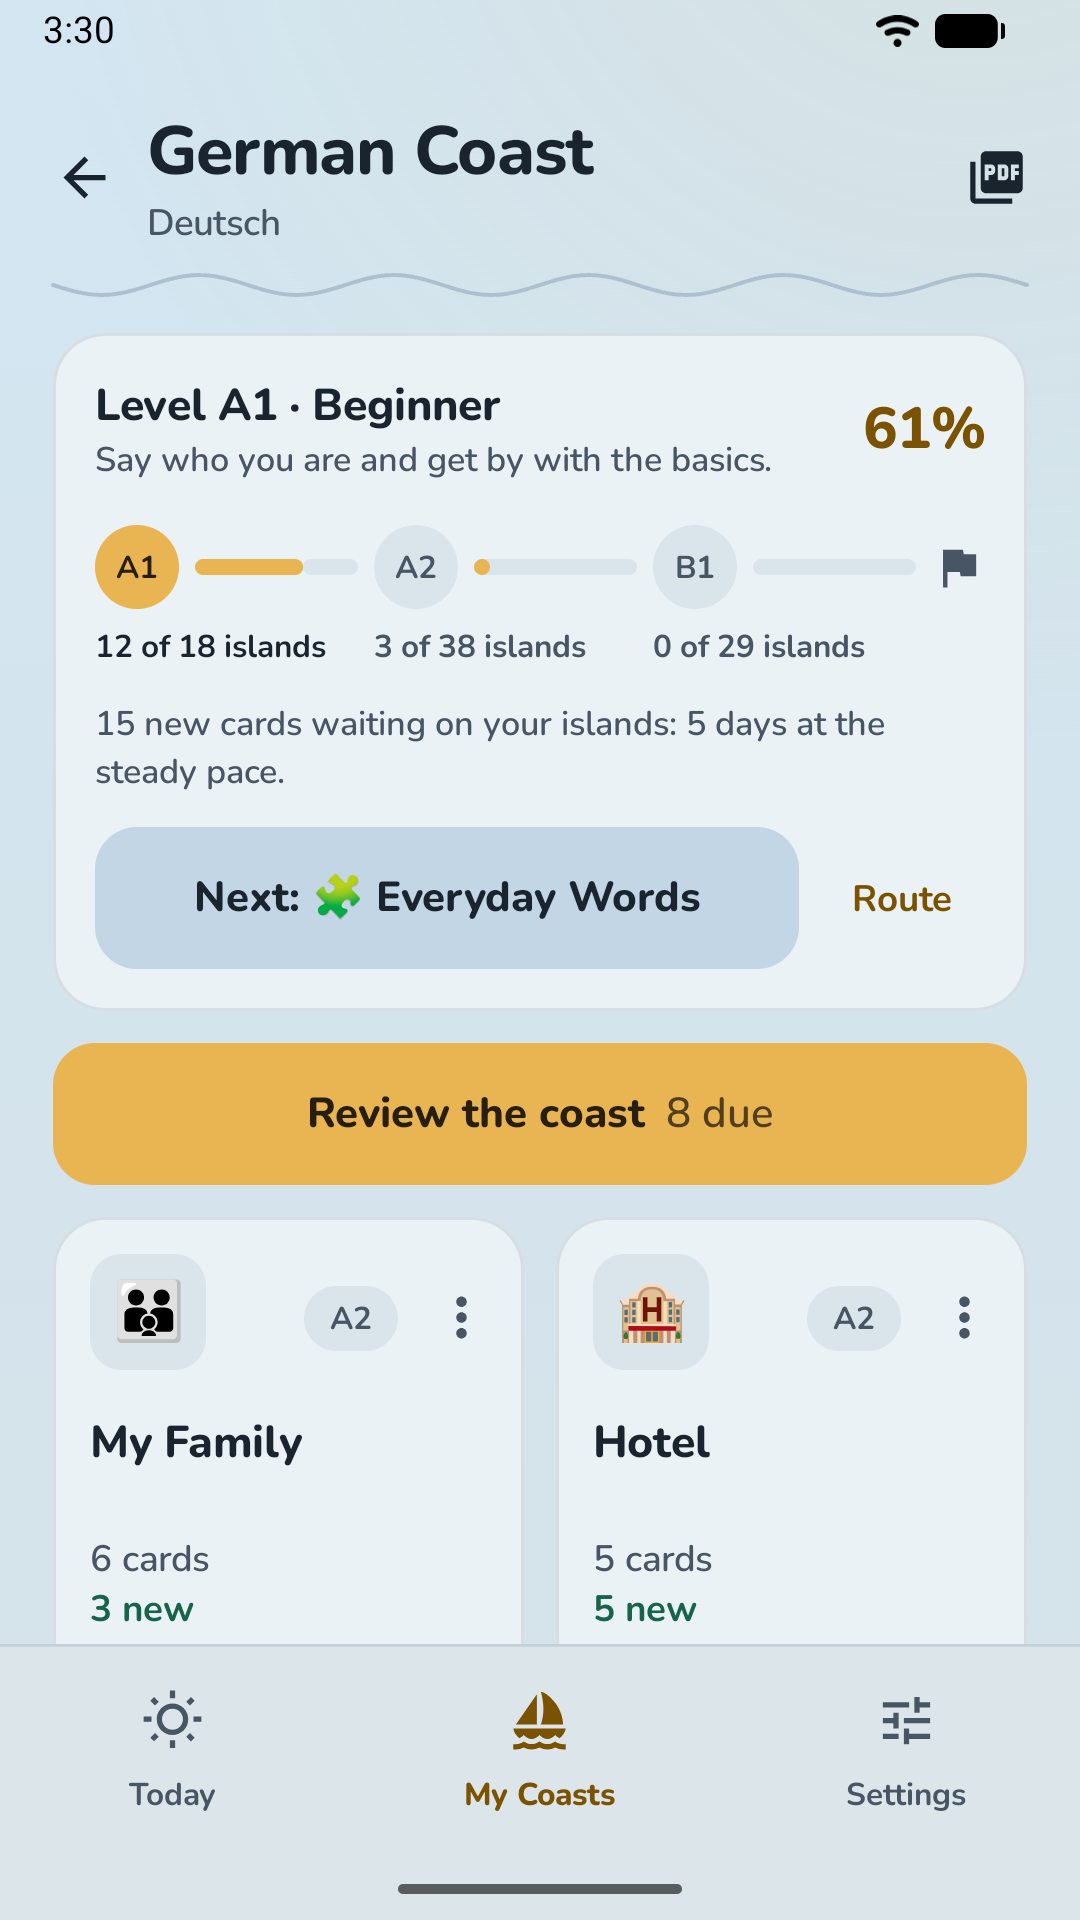 3:30
German Coast
Deutsch
PDF
Level A1 · Beginner
61%
Say who you are and get by with the basics.
A1
A2
B1
12 of 18 islands
3 of 38 islands
0 of 29 islands
15 new cards waiting on your islands: 5 days at the
steady pace.
Next: 🧩 Everyday Words
Route
Review the coast 8 due
A2
H
A2
My Family
Hotel
6 cards
5 cards
3 new
5 new
Today
My Coasts
Settings